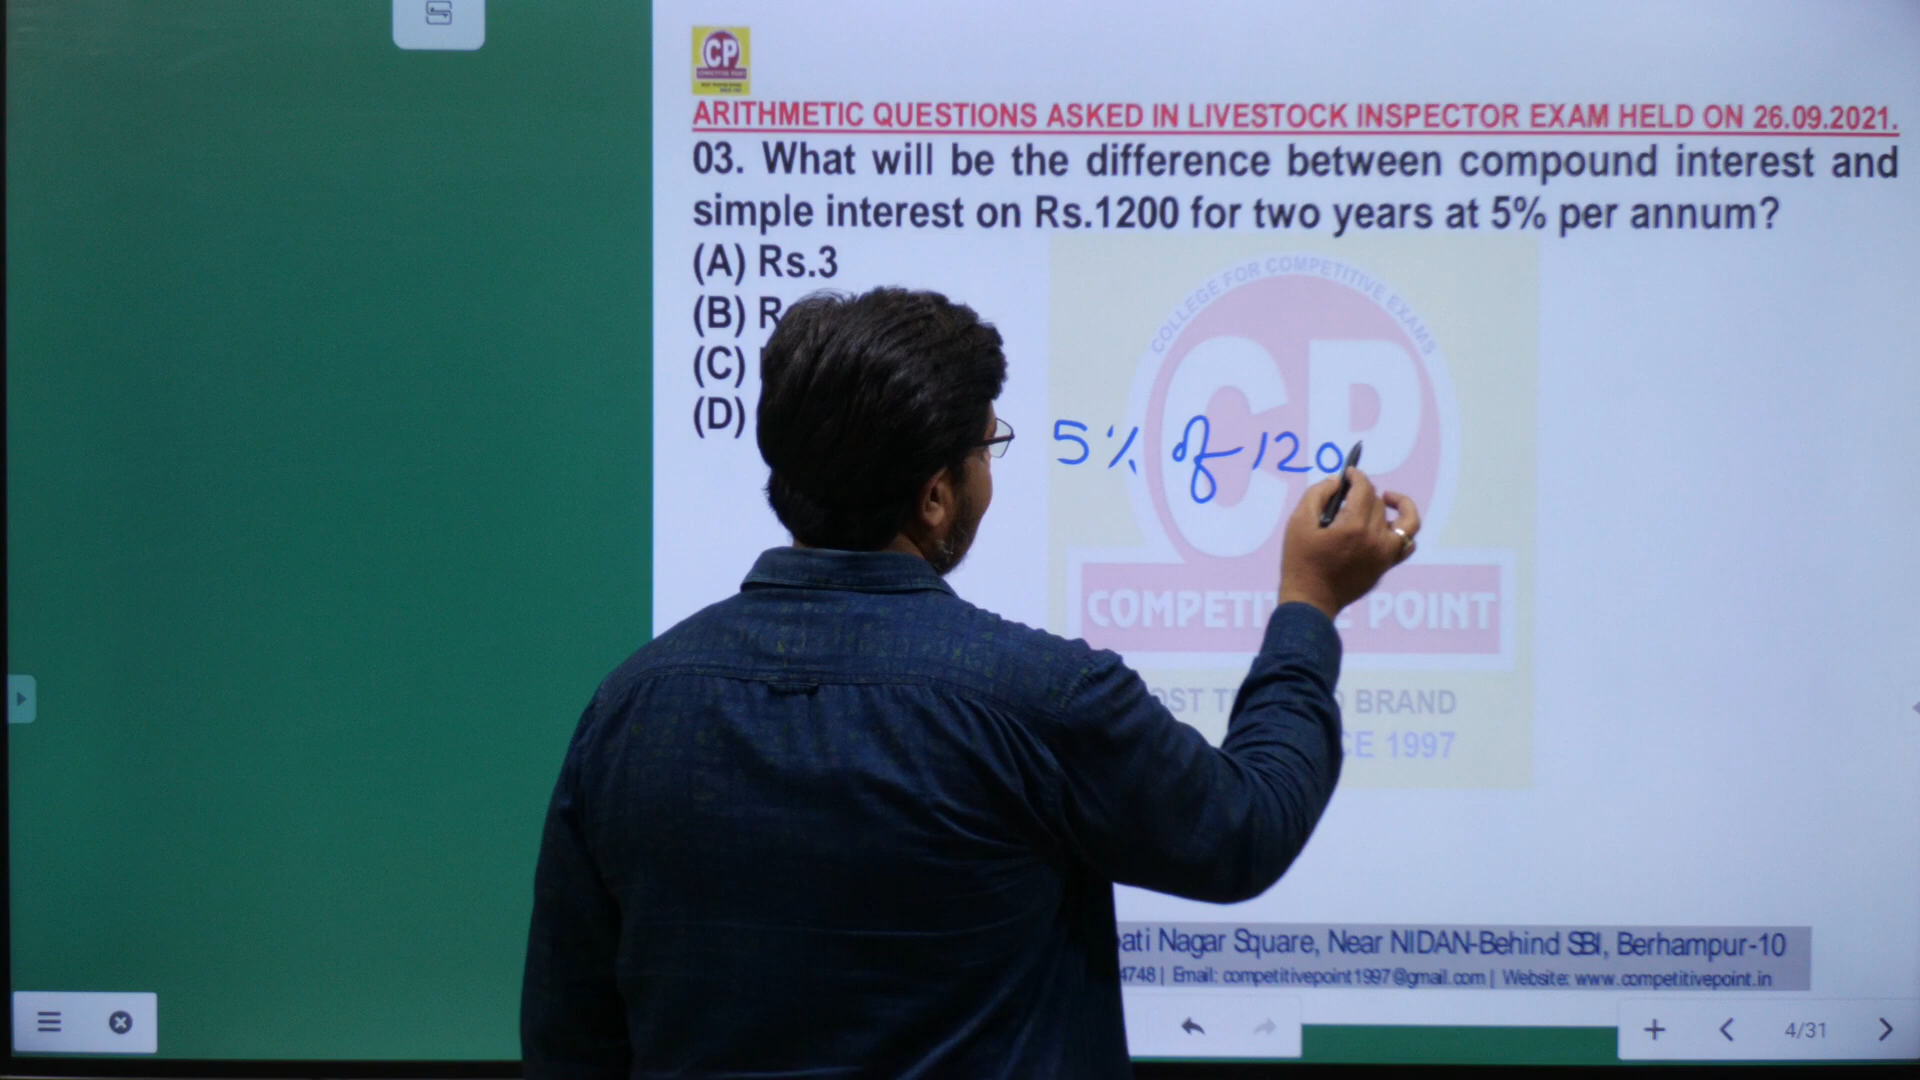 CP
ARITHMETIC QUESTIONS ASKED IN LIVESTOCK INSPECTOR EXAM HELD ON 26.09.2021.
03. What will be the difference between compound interest and
simple interest on Rs.1200 for two years at 5% per annum?
(A) Rs.3
(B) R
(C)
(D)
5% of 120
COLLEGE FOR COMPETITIVE EXAMS
CP
COMPETIT E POINT
OST T D BRAND
CE 1997
ati Nagar Square, Near NIDAN-Behind SBI, Berhampur-10
4748 | Email: competitivepoint1997@gmail.com | Website: www.competitivepoint.in
4/31